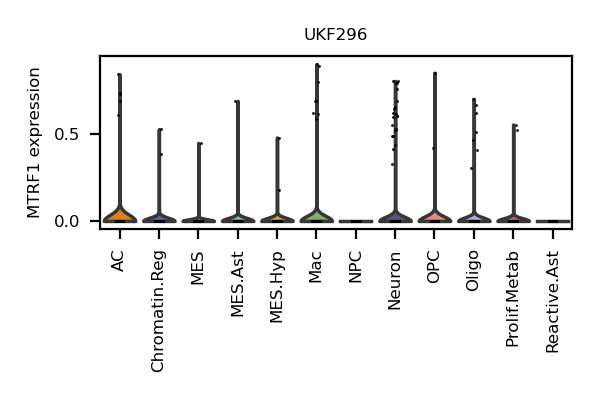 UKF296
MTRF1 expression
0.5
0.0
AC
Chromatin.Reg
MES
MES.Ast
MES.Hyp
Mac
NPC
Neuron
OPC
Oligo
Prolif.Metab
Reactive.Ast